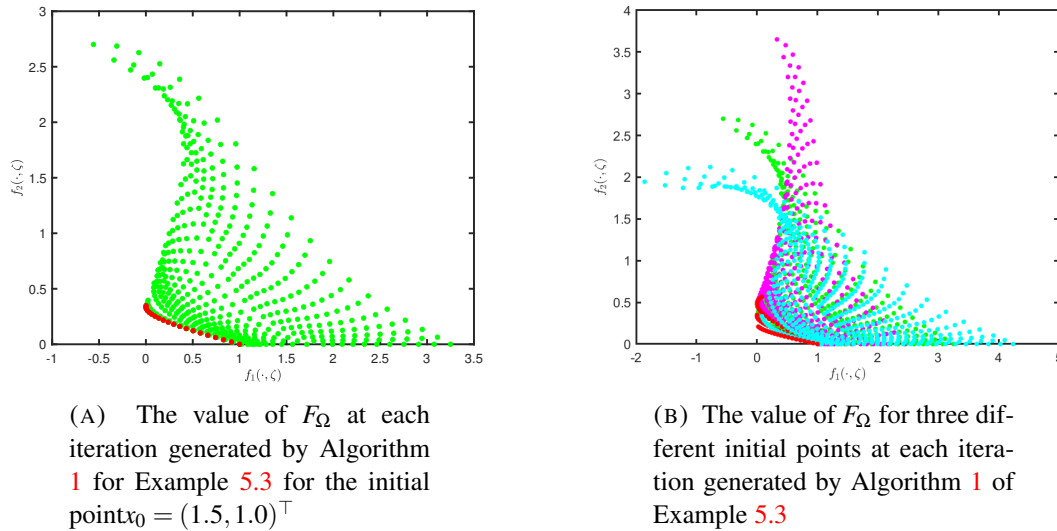 3
2.5
2
1.5
1
0.5
0
-1 -0.5 0 0.5 1 1.5 2 2.5 3 3.5
f₁(·,ζ)
f₂(·,ζ)
(A) The value of F_Ω at each
iteration generated by Algorithm
1 for Example 5.3 for the initial
pointx₀ = (1.5,1.0)^⊤
4
3.5
3
2.5
2
1.5
1
0.5
0
-2 -1 0 1 2 3 4 5
f₁(·,ζ)
f₂(·,ζ)
(B) The value of F_Ω for three dif-
ferent initial points at each itera-
tion generated by Algorithm 1 of
Example 5.3